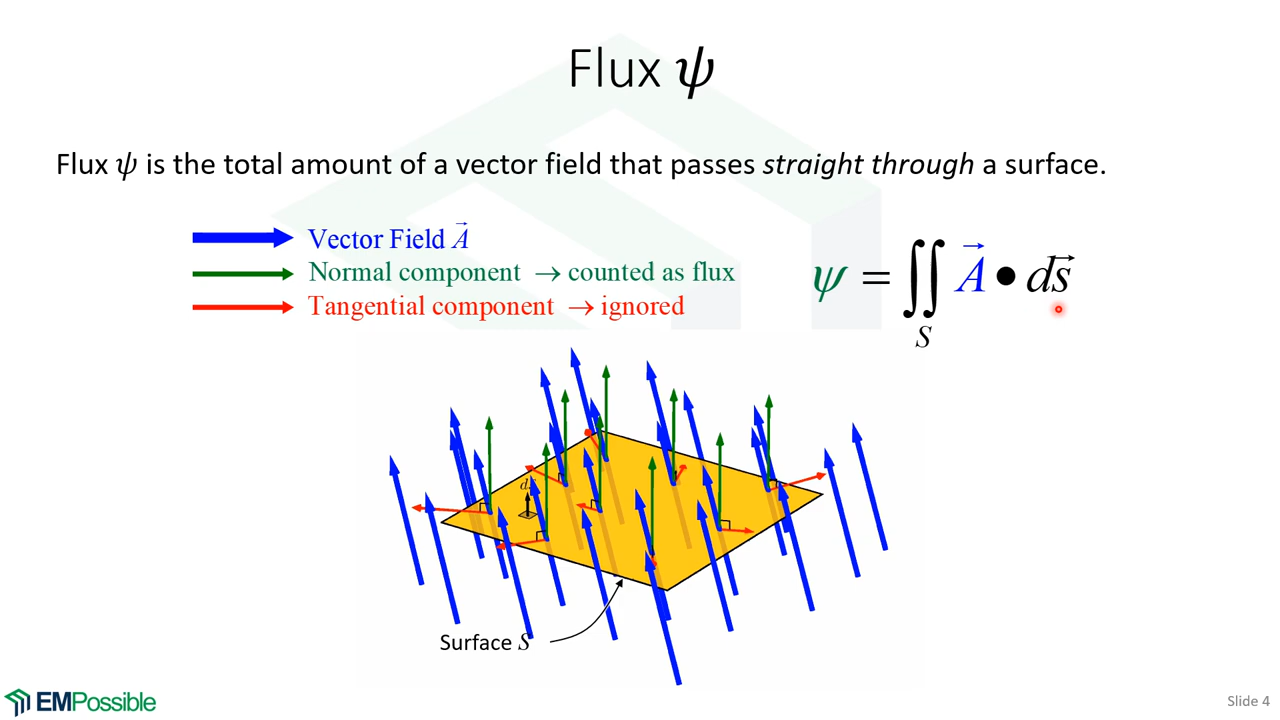 Flux ψ
Flux ψ is the total amount of a vector field that passes straight through a surface.
Vector Field A⃗
Normal component → counted as flux
Tangential component → ignored
ψ = ∬_S A⃗ • ds⃗
Surface S
EMPossible
Slide 4